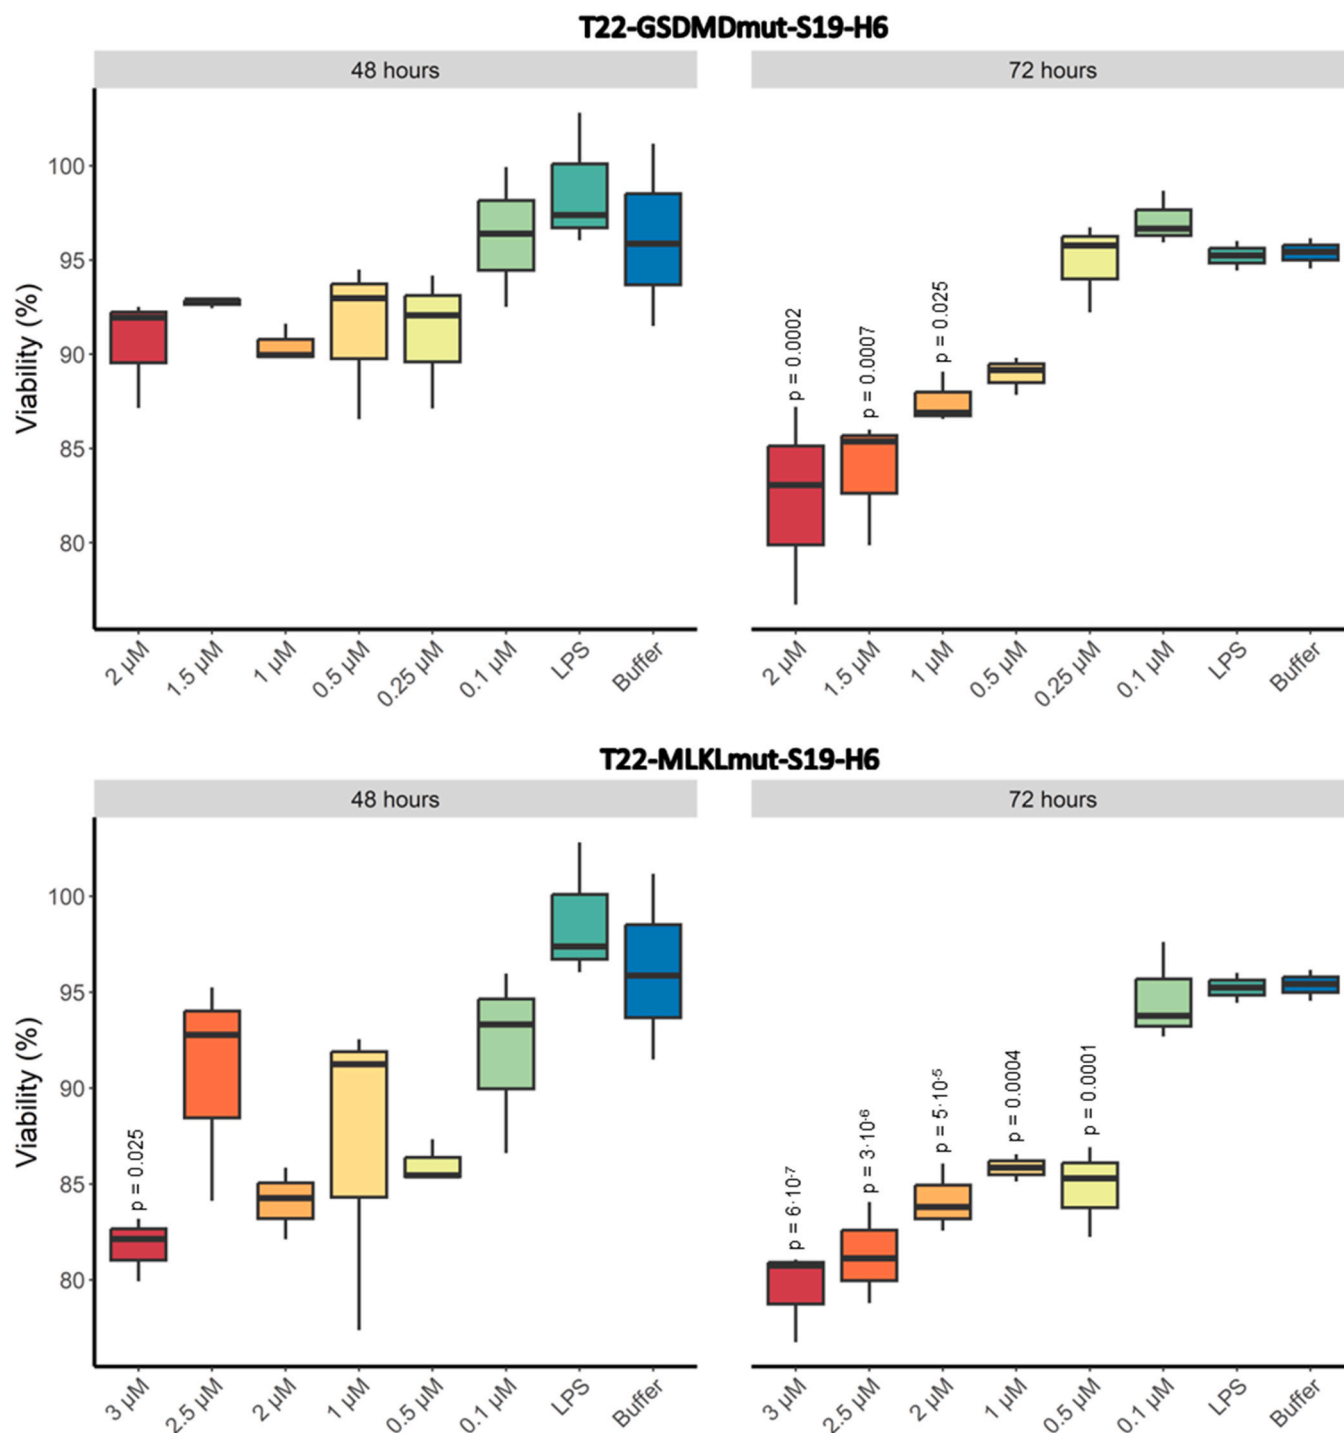 T22-GSDMDmut-S19-H6
48 hours
72 hours
Viability (%)
100
95
90
85
80
p = 0.0002
p = 0.0007
p = 0.025
2 µM
1.5 µM
1 µM
0.5 µM
0.25 µM
0.1 µM
LPS
Buffer
2 µM
1.5 µM
1 µM
0.5 µM
0.25 µM
0.1 µM
LPS
Buffer
T22-MLKLmut-S19-H6
48 hours
72 hours
Viability (%)
100
95
90
85
80
p = 0.025
p = 6·10⁻⁷
p = 3·10⁻⁶
p = 5·10⁻⁵
p = 0.0004
p = 0.0001
3 µM
2.5 µM
2 µM
1 µM
0.5 µM
0.1 µM
LPS
Buffer
3 µM
2.5 µM
2 µM
1 µM
0.5 µM
0.1 µM
LPS
Buffer